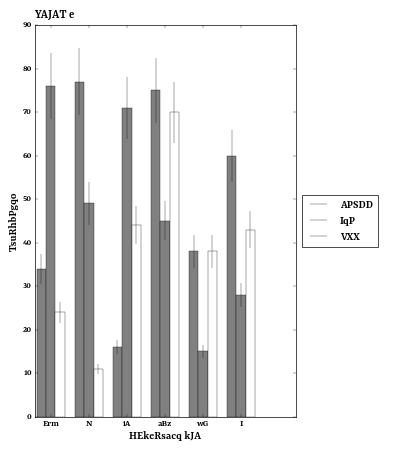 YAJAT e
90
80
70
60
50
40
30
20
10
0
TsuRhbPgqo
Erm N iA aBz wG I
HEkeRsacq kJA
APSDD
IqP
VXX